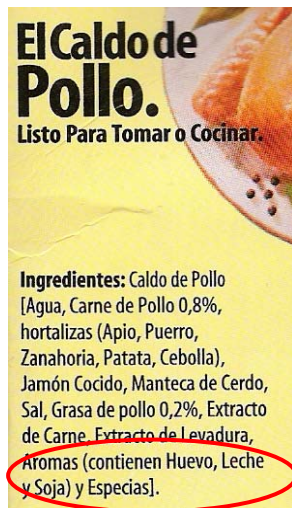 El Caldo de
Pollo.
Listo Para Tomar o Cocinar.
Ingredientes: Caldo de Pollo
[Agua, Carne de Pollo 0,8%,
hortalizas (Apio, Puerro,
Zanahoria, Patata, Cebolla),
Jamón Cocido, Manteca de Cerdo,
Sal, Grasa de pollo 0,2%, Extracto
de Carne, Extracto de Levadura,
Aromas (contienen Huevo, Leche
y Soja) y Especias].